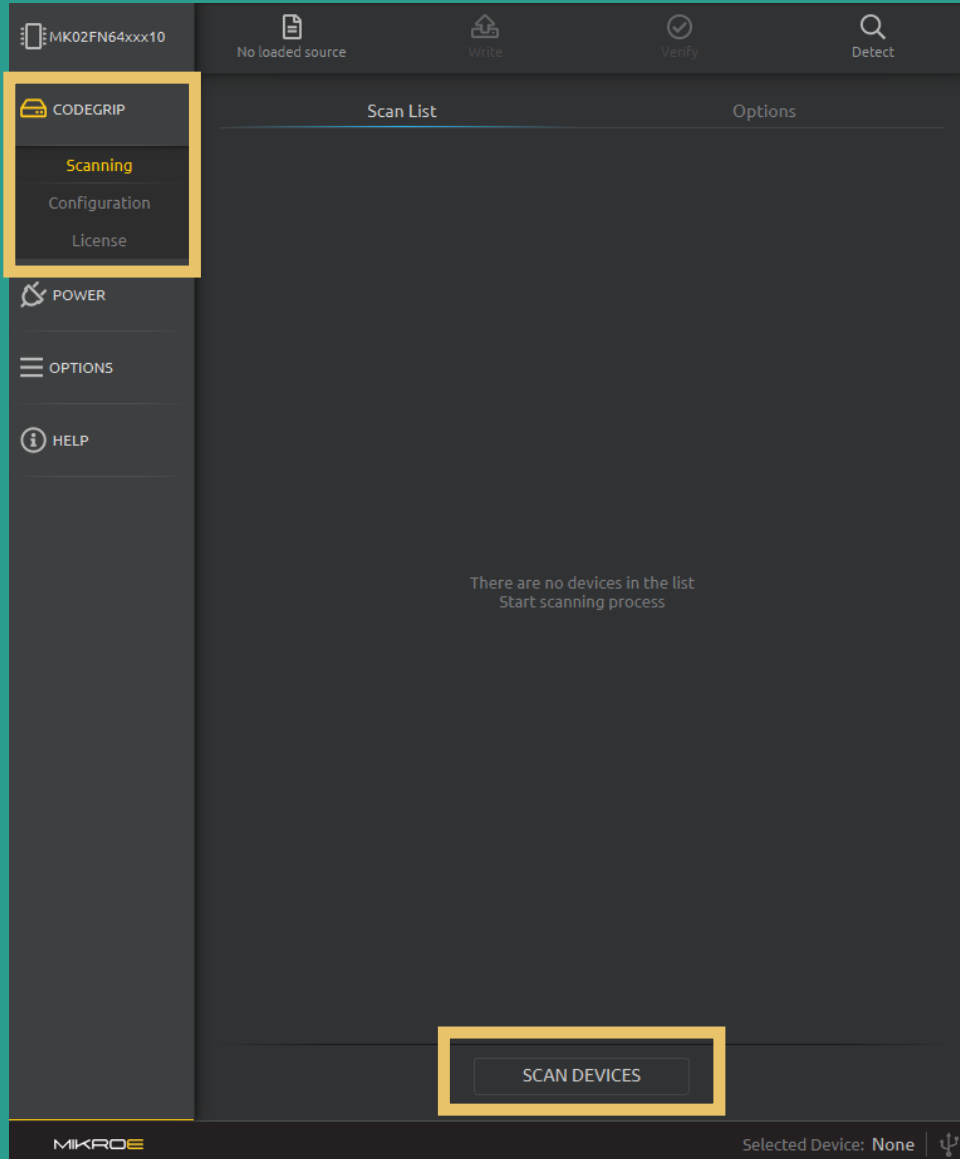 MK02FN64xxx10
No loaded source
Write
Verify
Detect
CODEGRIP
Scanning
Configuration
License
POWER
OPTIONS
HELP
Scan List
Options
There are no devices in the list
Start scanning process
SCAN DEVICES
MIKROE
Selected Device: None